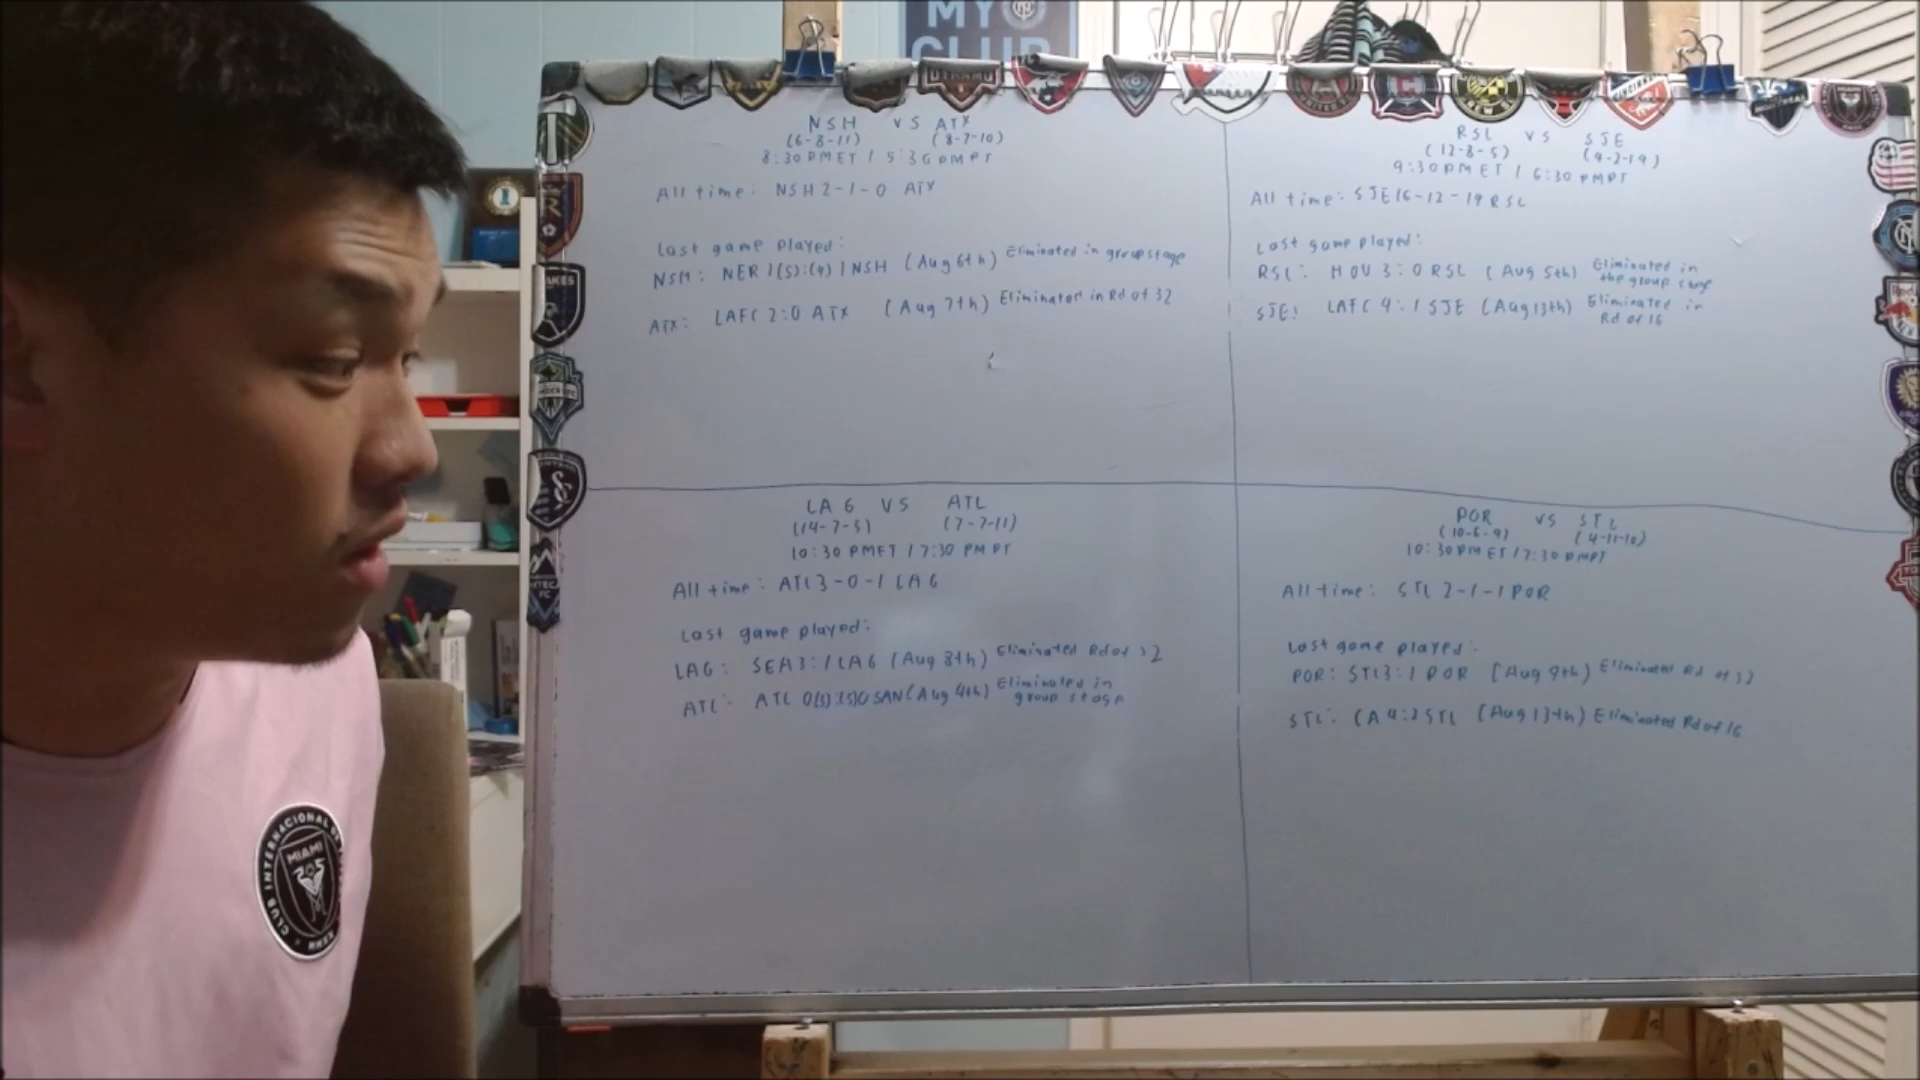 MY
CLUB
DYNAMO
NSH VS ATX
(6-8-11) (8-7-10)
8:30 PM ET / 5:30 PM PT
All time: NSH 2-1-0 ATX
Last game played:
NSH: NER 1(5):(4)1 NSH (Aug 6th) Eliminated in group stage
ATX: LAFC 2:0 ATX (Aug 7th) Eliminated in Rd of 32
RSL VS SJE
(12-8-5)
9:30 PM ET / 6:30 PM PT
All time: SJE 16-12-19 RSL
Last game played:
RSL: HOU 3:0 RSL (Aug 5th) Eliminated in the group stage
SJE: LAFC 4:1 SJE (Aug 13th) Eliminated in Rd of 16
LAG VS ATL
(14-7-5) (7-7-11)
10:30 PM ET / 7:30 PM PT
All time: ATL 3-0-1 LAG
Last game played:
LAG: SEA 3:1 LAG (Aug 8th) Eliminated Rd of 32
ATL: ATL 0(3):(5)0 SAN (Aug 4th) Eliminated in group stage
POR VS STL
(10-6-9) (4-11-10)
10:30 PM ET / 7:30 PM PT
All time: STL 2-1-1 POR
Last game played:
POR: STL 3:1 POR (Aug 9th) Eliminated Rd of 32
STL: CA 4:2 STL (Aug 13th) Eliminated Rd of 16
CLUB INTERNACIONAL DE
MIAMI
MMXX